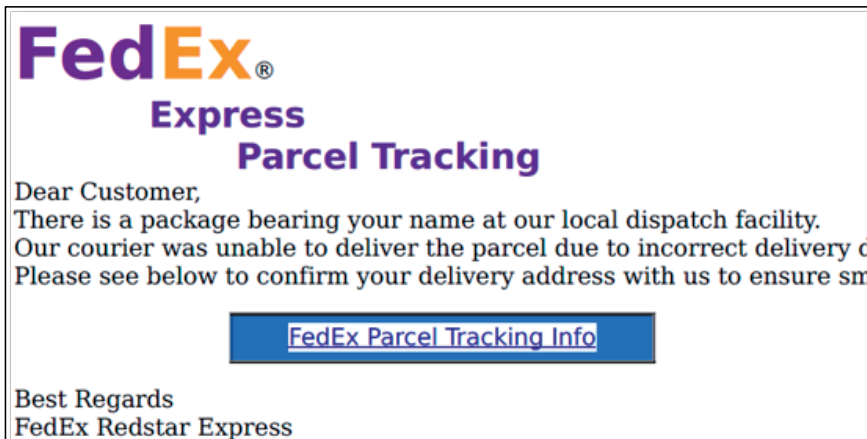 FedEx®
Express
Parcel Tracking
Dear Customer,
There is a package bearing your name at our local dispatch facility.
Our courier was unable to deliver the parcel due to incorrect delivery
Please see below to confirm your delivery address with us to ensure
FedEx Parcel Tracking Info
Best Regards
FedEx Redstar Express